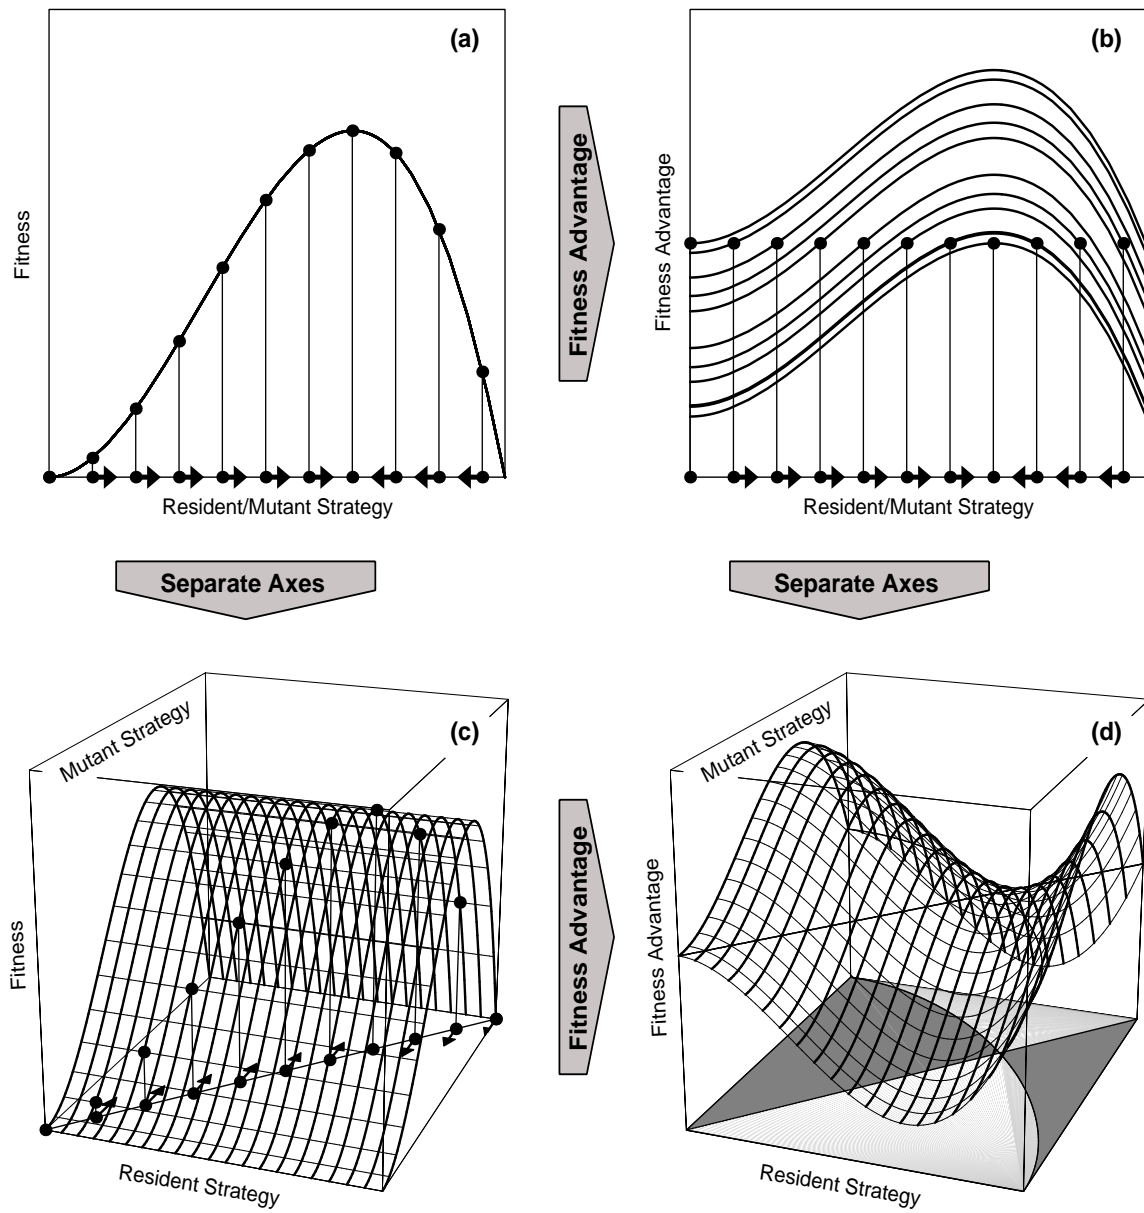 (a)
(b)
Fitness
Fitness Advantage
Fitness Advantage
Resident/Mutant Strategy
Resident/Mutant Strategy
Separate Axes
Separate Axes
Mutant Strategy
(c)
Mutant Strategy
(d)
Fitness
Fitness Advantage
Fitness Advantage
Resident Strategy
Resident Strategy